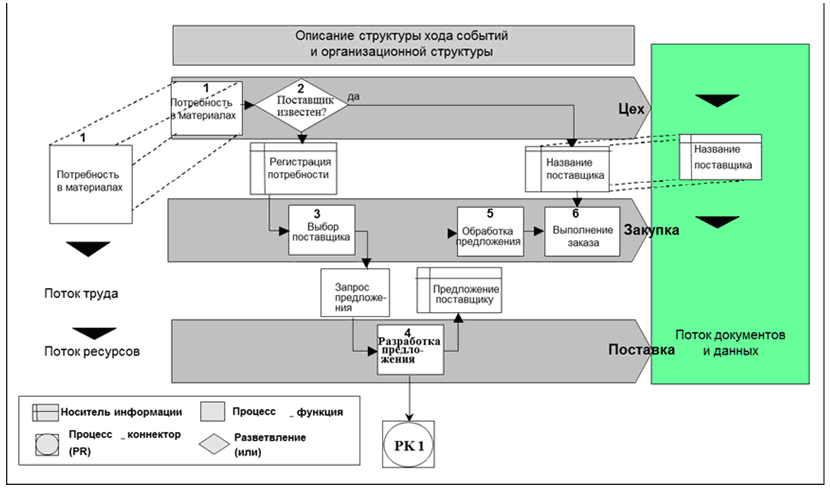 Описание структуры хода событий
и организационной структуры
1
Потребность
в материалах
2
Поставщик
известен?
да
Цех
1
Потребность
в материалах
Регистрация
потребности
Название
поставщика
Название
поставщика
3
Выбор
поставщика
5
Обработка
предложения
6
Выполнение
заказа
Закупка
Поток труда
Запрос
предложе-
ния
Предложение
поставщику
Поток ресурсов
4
Разработка
предло-
жения
Поставка
Поток документов
и данных
Носитель информации
Процесс _ функция
Процесс _ коннектор
(PR)
Разветвление
(или)
РК 1